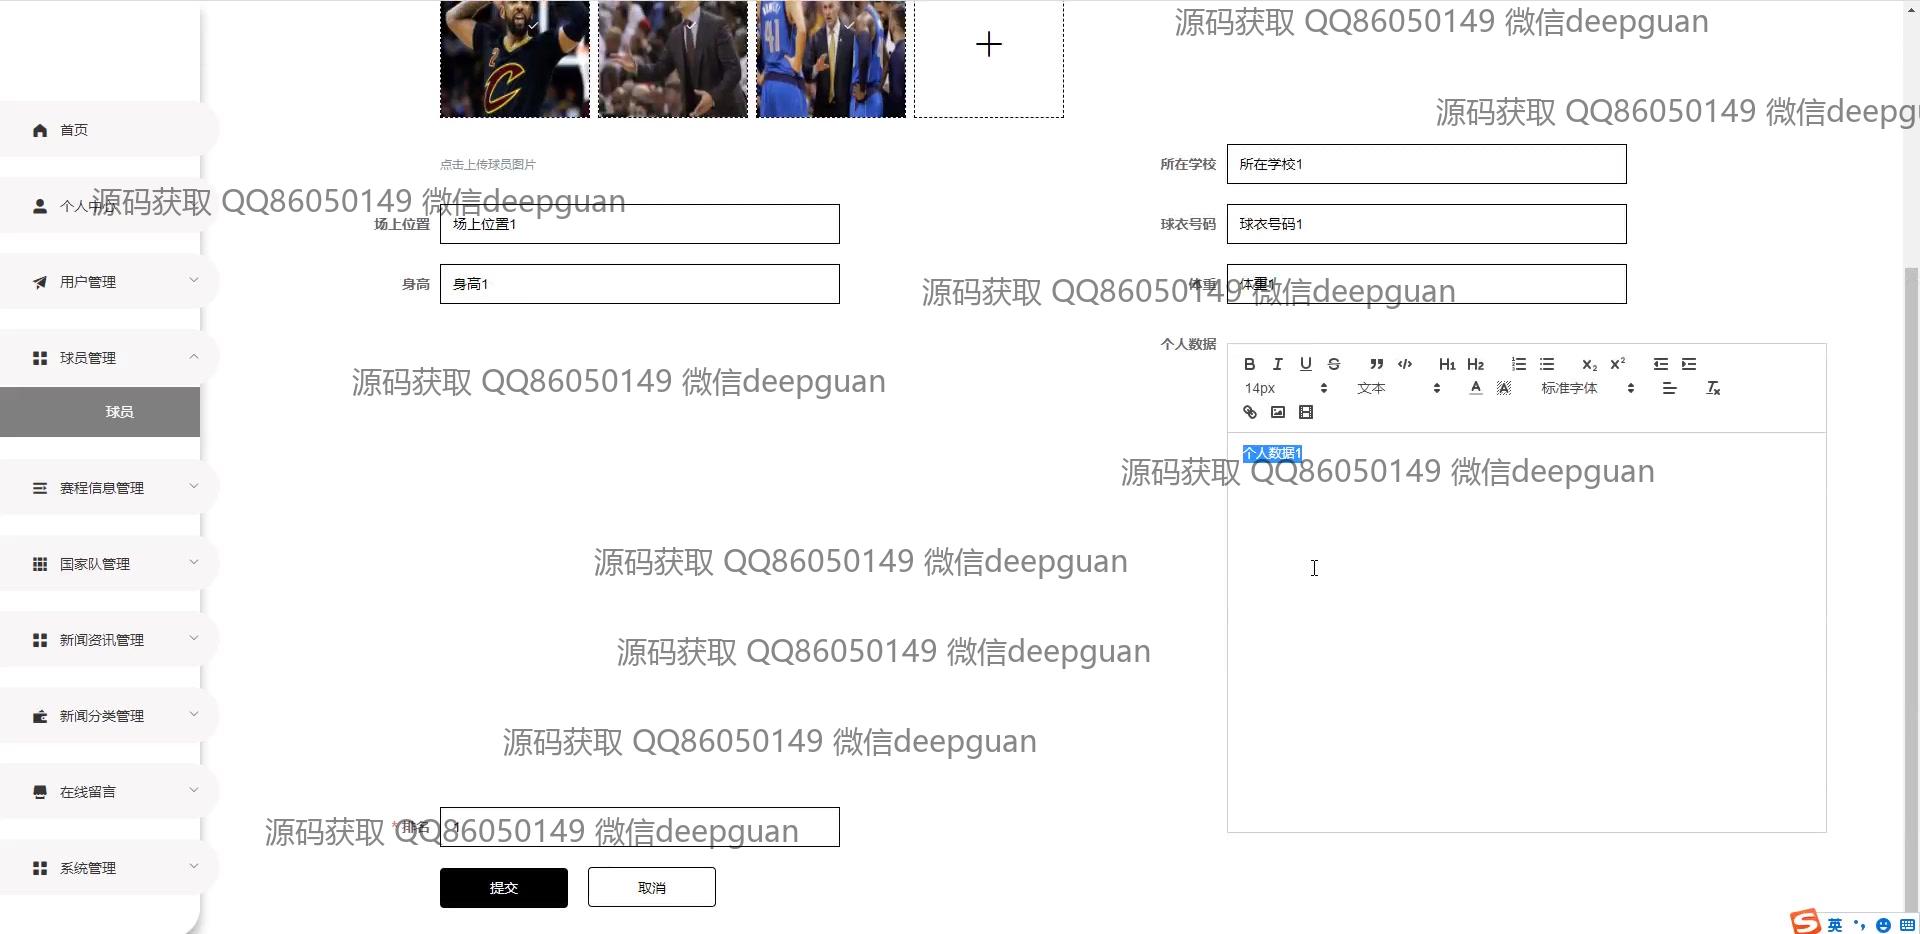 源码获取 QQ86050149 微信deepguan
源码获取 QQ86050149 微信deepgu
首页
点击上传球员图片
所在学校 所在学校1
源码获取 QQ86050149 微信deepguan
个人中心
场上位置 场上位置1
球衣号码 球衣号码1
用户管理
身高 身高1
体重 体重1
源码获取 QQ86050149 微信deepguan
个人数据
球员管理
B I U S H1 H2 X2 X2
14px 文本 A A 标准字体 Tx
源码获取 QQ86050149 微信deepguan
球员
个人数据1
源码获取 QQ86050149 微信deepguan
赛程信息管理
国家队管理
源码获取 QQ86050149 微信deepguan
新闻资讯管理
源码获取 QQ86050149 微信deepguan
新闻分类管理
源码获取 QQ86050149 微信deepguan
在线留言
*排名 1
源码获取 QQ86050149 微信deepguan
系统管理
提交 取消
S 英